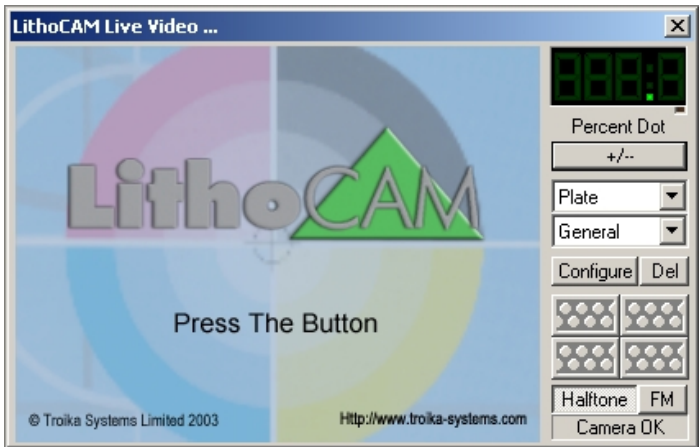 LithoCAM Live Video ...
LithoCAM
Press The Button
© Troika Systems Limited 2003
Http://www.troika-systems.com
Percent Dot
+/--
Plate
General
Configure
Del
Halftone
FM
Camera OK